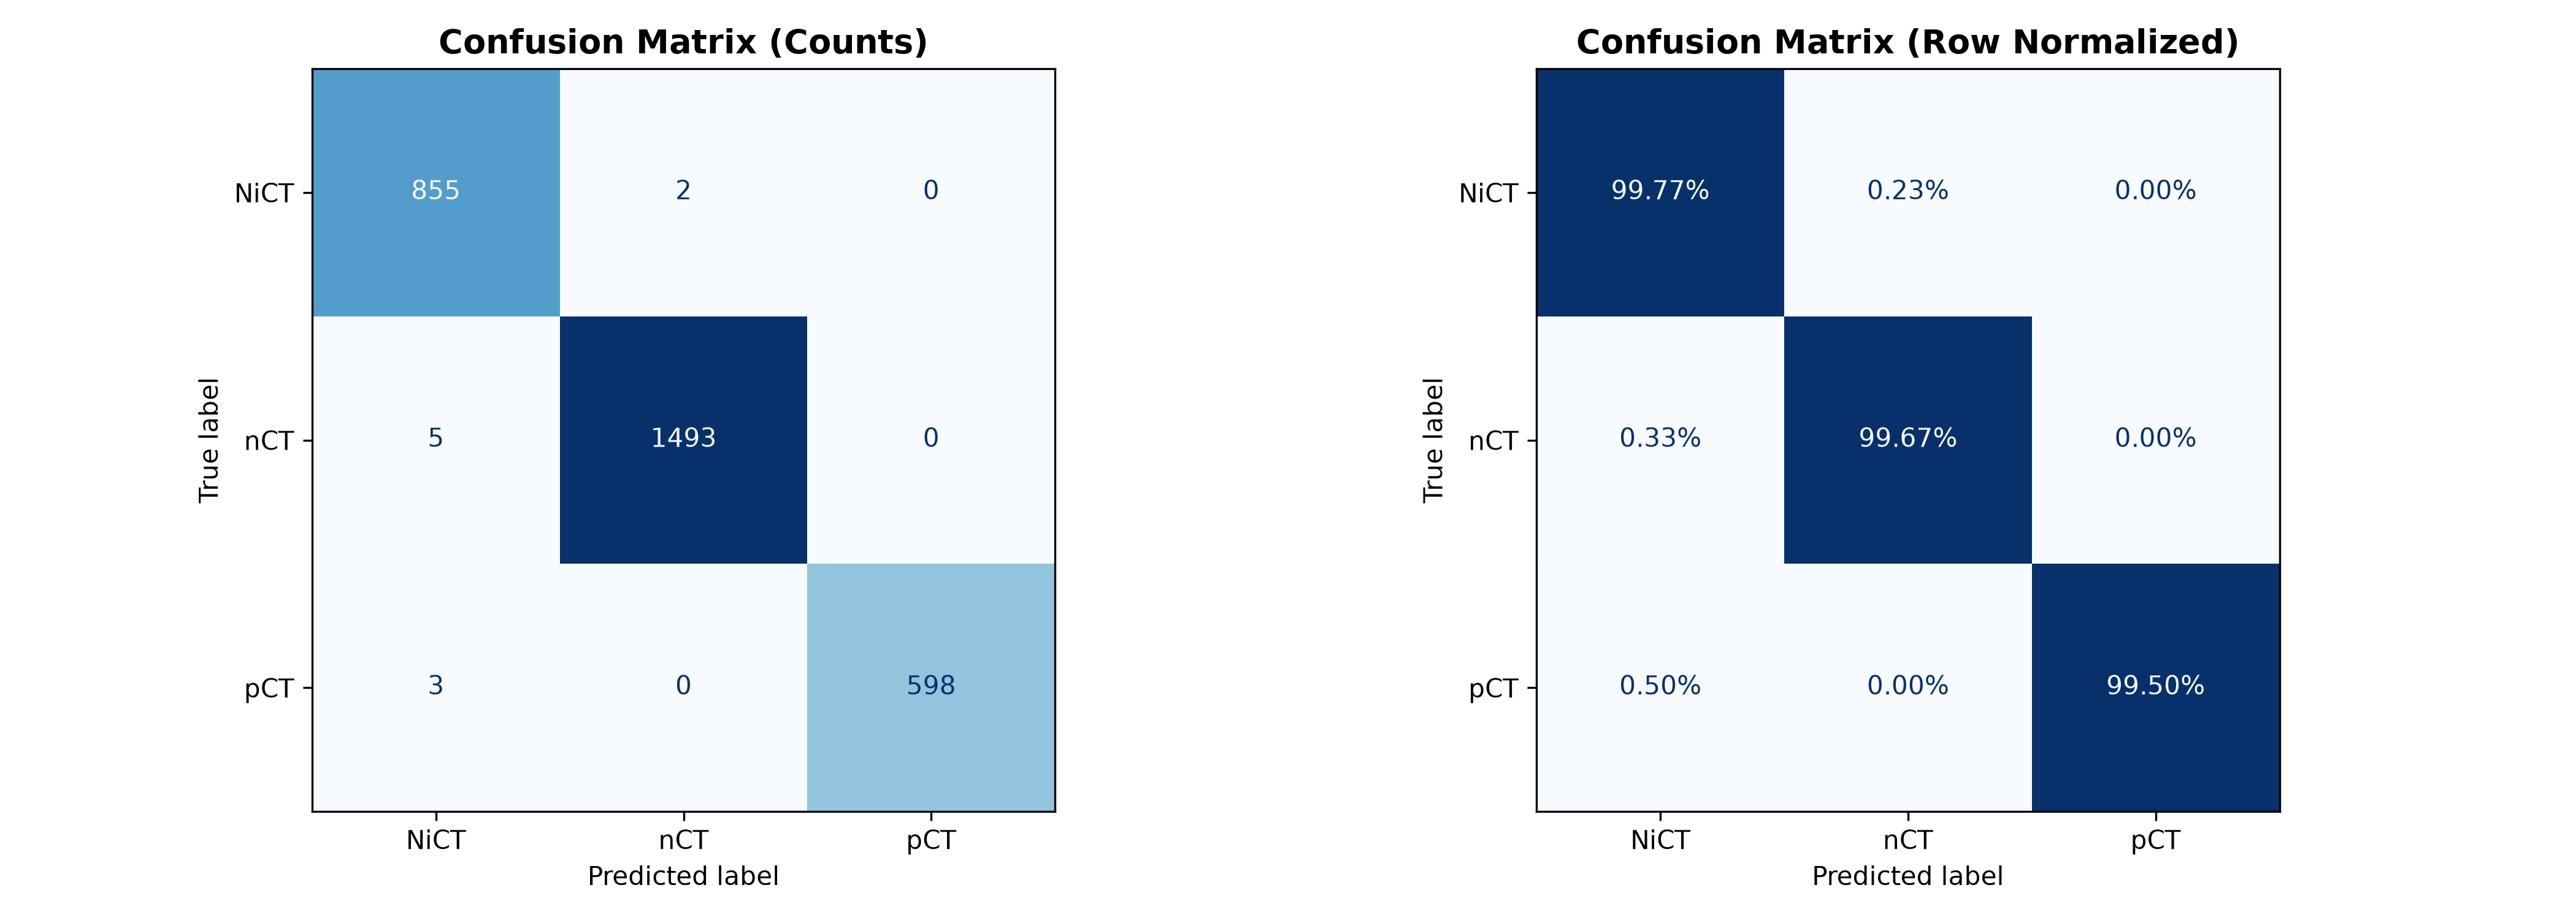 Confusion Matrix (Counts)
NiCT 855 2 0
nCT 5 1493 0
pCT 3 0 598
True label
NiCT nCT pCT
Predicted label
Confusion Matrix (Row Normalized)
NiCT 99.77% 0.23% 0.00%
nCT 0.33% 99.67% 0.00%
pCT 0.50% 0.00% 99.50%
True label
NiCT nCT pCT
Predicted label